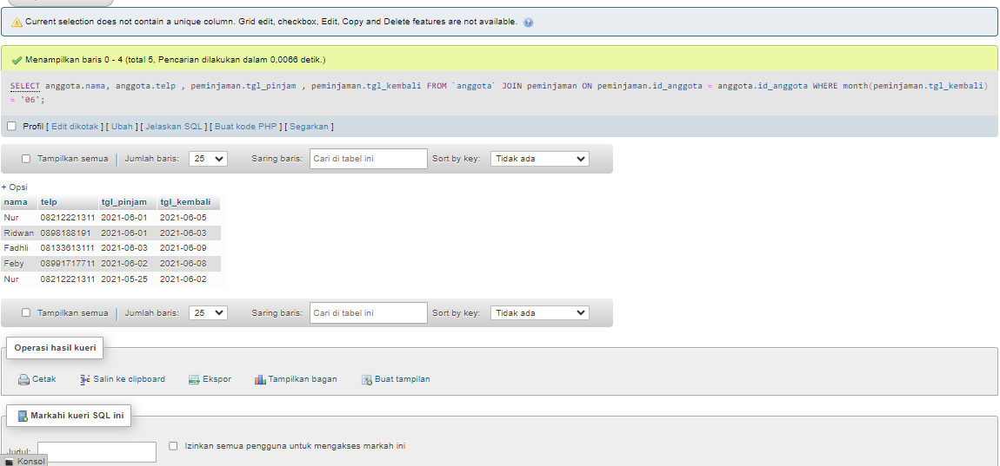 Current selection does not contain a unique column. Grid edit, checkbox, Edit, Copy and Delete features are not available.
Menampilkan baris 0 - 4 (total 5, Pencarian dilakukan dalam 0,0066 detik.)
SELECT anggota.nama, anggota.telp , peminjaman.tgl_pinjam , peminjaman.tgl_kembali FROM `anggota` JOIN peminjaman ON peminjaman.id_anggota = anggota.id_anggota WHERE month(peminjaman.tgl_kembali)
= '06';
Profil [ Edit dikotak ] [ Ubah ] [ Jelaskan SQL ] [ Buat kode PHP ] [ Segarkan ]
Tampilkan semua Jumlah baris: 25 Saring baris: Cari di tabel ini Sort by key: Tidak ada
+ Opsi
nama telp tgl_pinjam tgl_kembali
Nur 08212221311 2021-06-01 2021-06-05
Ridwan 0898188191 2021-06-01 2021-06-03
Fadhli 08133613111 2021-06-03 2021-06-09
Feby 08991717711 2021-06-02 2021-06-08
Nur 08212221311 2021-05-25 2021-06-02
Tampilkan semua Jumlah baris: 25 Saring baris: Cari di tabel ini Sort by key: Tidak ada
Operasi hasil kueri
Cetak Salin ke clipboard Ekspor Tampilkan bagan Buat tampilan
Markahi kueri SQL ini
Judul: Izinkan semua pengguna untuk mengakses markah ini
Konsol